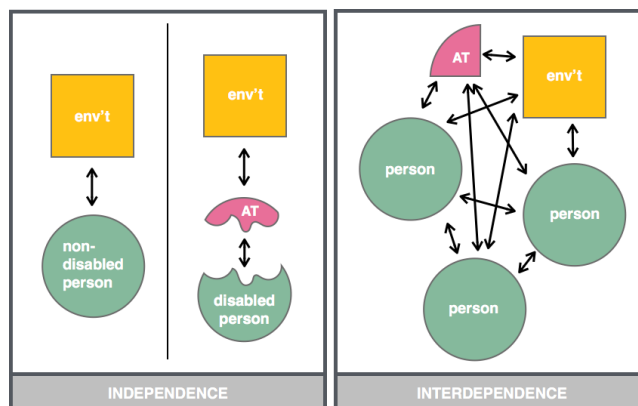 env't
non-
disabled
person
env't
AT
disabled
person
INDEPENDENCE
AT
env't
person
person
person
INTERDEPENDENCE